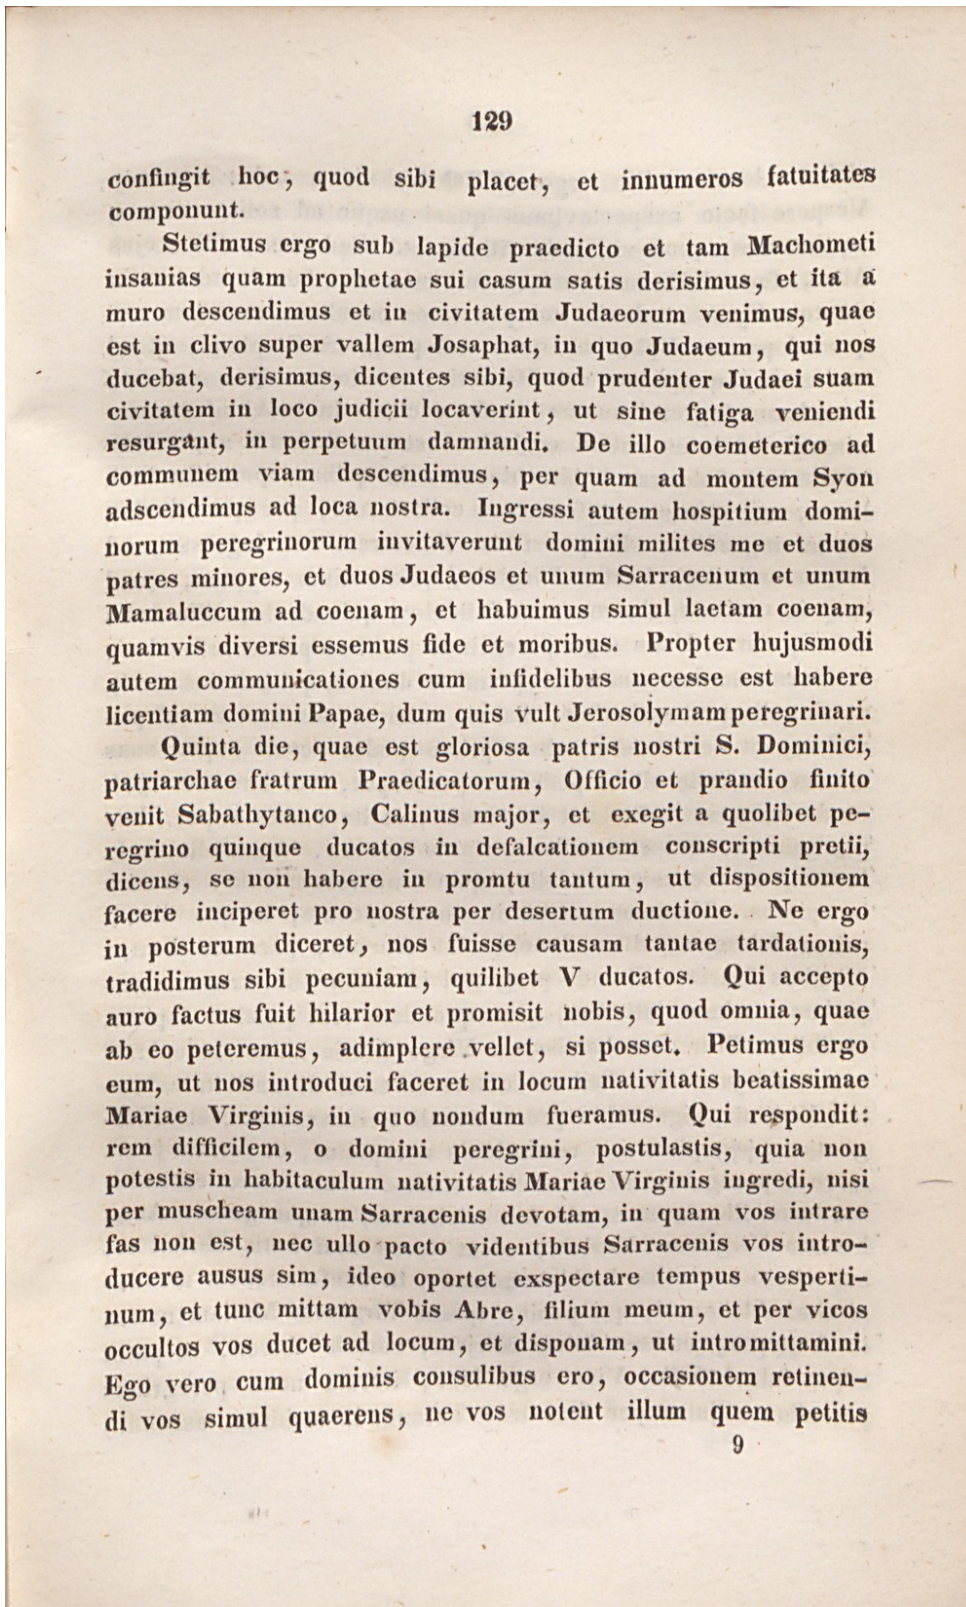 129
confingit hoc, quod sibi placet, et innumeros fatuitates
componunt.
Stetimus ergo sub lapide praedicto et tam Machometi
insanias quam prophetae sui casum satis derisimus, et ita a
muro descendimus et in civitatem Judaeorum venimus, quae
est in clivo super vallem Josaphat, in quo Judaeum, qui nos
ducebat, derisimus, dicentes sibi, quod prudenter Judaei suam
civitatem in loco judicii locaverint, ut sine fatiga veniendi
resurgant, in perpetuum damnandi. De illo coemeterico ad
communem viam descendimus, per quam ad montem Syon
adscendimus ad loca nostra. Ingressi autem hospitium domi-
norum peregrinorum invitaverunt domini milites me et duos
patres minores, et duos Judaeos et unum Sarracenum et unum
Mamaluccum ad coenam, et habuimus simul laetam coenam,
quamvis diversi essemus fide et moribus. Propter hujusmodi
autem communicationes cum infidelibus necesse est habere
licentiam domini Papae, dum quis vult Jerosolymam peregrinari.
Quinta die, quae est gloriosa patris nostri S. Dominici,
patriarchae fratrum Praedicatorum, Officio et prandio finito
venit Sabathytanco, Calinus major, et exegit a quolibet pe-
regrino quinque ducatos in defalcationem conscripti pretii,
dicens, se non habere in promtu tantum, ut dispositionem
facere inciperet pro nostra per desertum ductione. Ne ergo
in posterum diceret, nos fuisse causam tantae tardationis,
tradidimus sibi pecuniam, quilibet V ducatos. Qui accepto
auro factus fuit hilarior et promisit nobis, quod omnia, quae
ab eo peteremus, adimplere vellet, si posset. Petimus ergo
eum, ut nos introduci faceret in locum nativitatis beatissimae
Mariae Virginis, in quo nondum fueramus. Qui respondit:
rem difficilem, o domini peregrini, postulastis, quia non
potestis in habitaculum nativitatis Mariae Virginis ingredi, nisi
per muscheam unam Sarracenis devotam, in quam vos intrare
fas non est, nec ullo pacto videntibus Sarracenis vos intro-
ducere ausus sim, ideo oportet exspectare tempus vesperti-
num, et tunc mittam vobis Abre, filium meum, et per vicos
occultos vos ducet ad locum, et disponam, ut intromittamini.
Ego vero cum dominis consulibus ero, occasionem retinen-
di vos simul quaerens, ne vos notent illum quem petitis
9